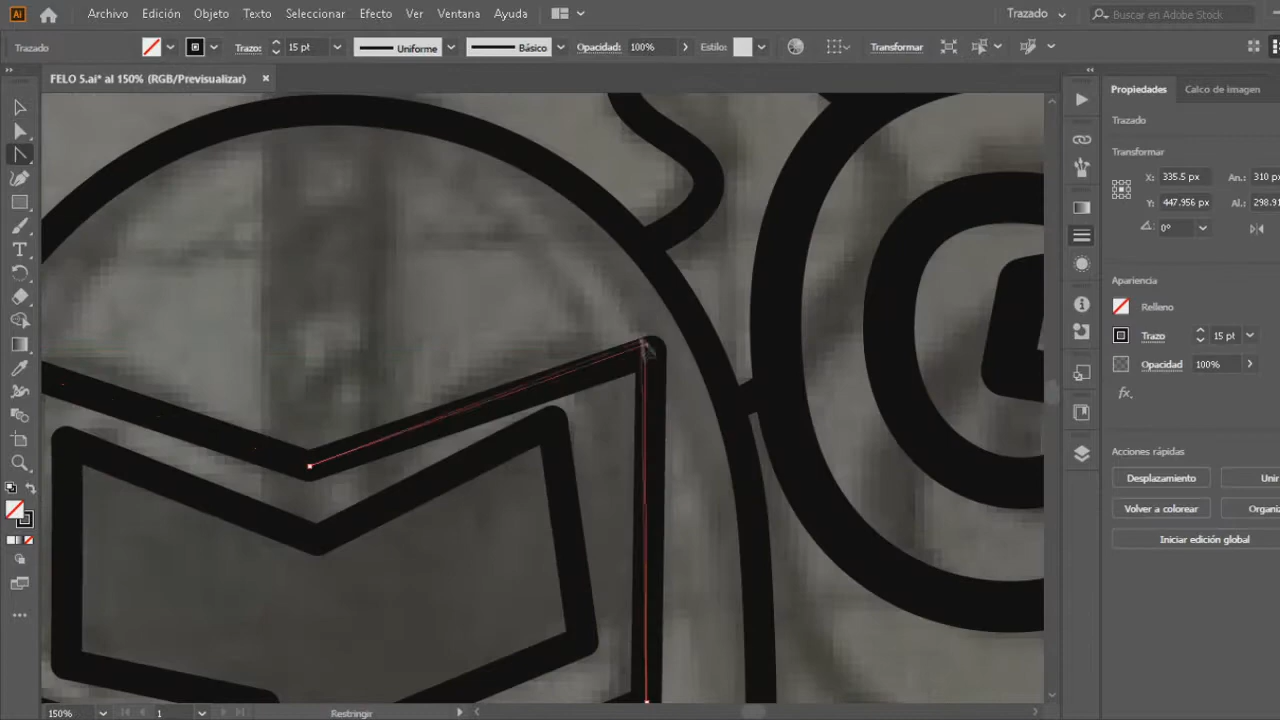 Ai Archivo Edición Objeto Texto Seleccionar Efecto Ver Ventana Ayuda Trazado Buscar en Adobe Stock
Trazado Trazo: 15 pt Uniforme Básico Opacidad: 100% Estilo: Transformar
FELO 5.ai* al 150% (RGB/Previsualizar) ×
Propiedades Calco de imagen
Trazado
Transformar
X: 335.5 px An.: 310 px
Y: 447.956 px Al.: 298.91
0°
Apariencia
Relleno
Trazo 15 pt
Opacidad 100%
fx.
Acciones rápidas
Desplazamiento Unir
Volver a colorear Organiz
Iniciar edición global
150% 1 Restringir